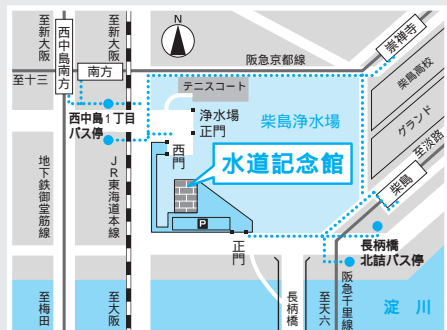 至新大阪
西中島南方
至新大阪
N
阪急京都線
崇禅寺
南方
至十三
テニスコート
柴島高校
西中島1丁目
バス停
浄水場
正門
柴島浄水場
グランド
至淡路
西門
水道記念館
柴島
地下鉄御堂筋線
JR東海道本線
P
正門
長柄橋
北詰バス停
至梅田
至大阪
長柄橋
至天六
阪急千里線
淀川